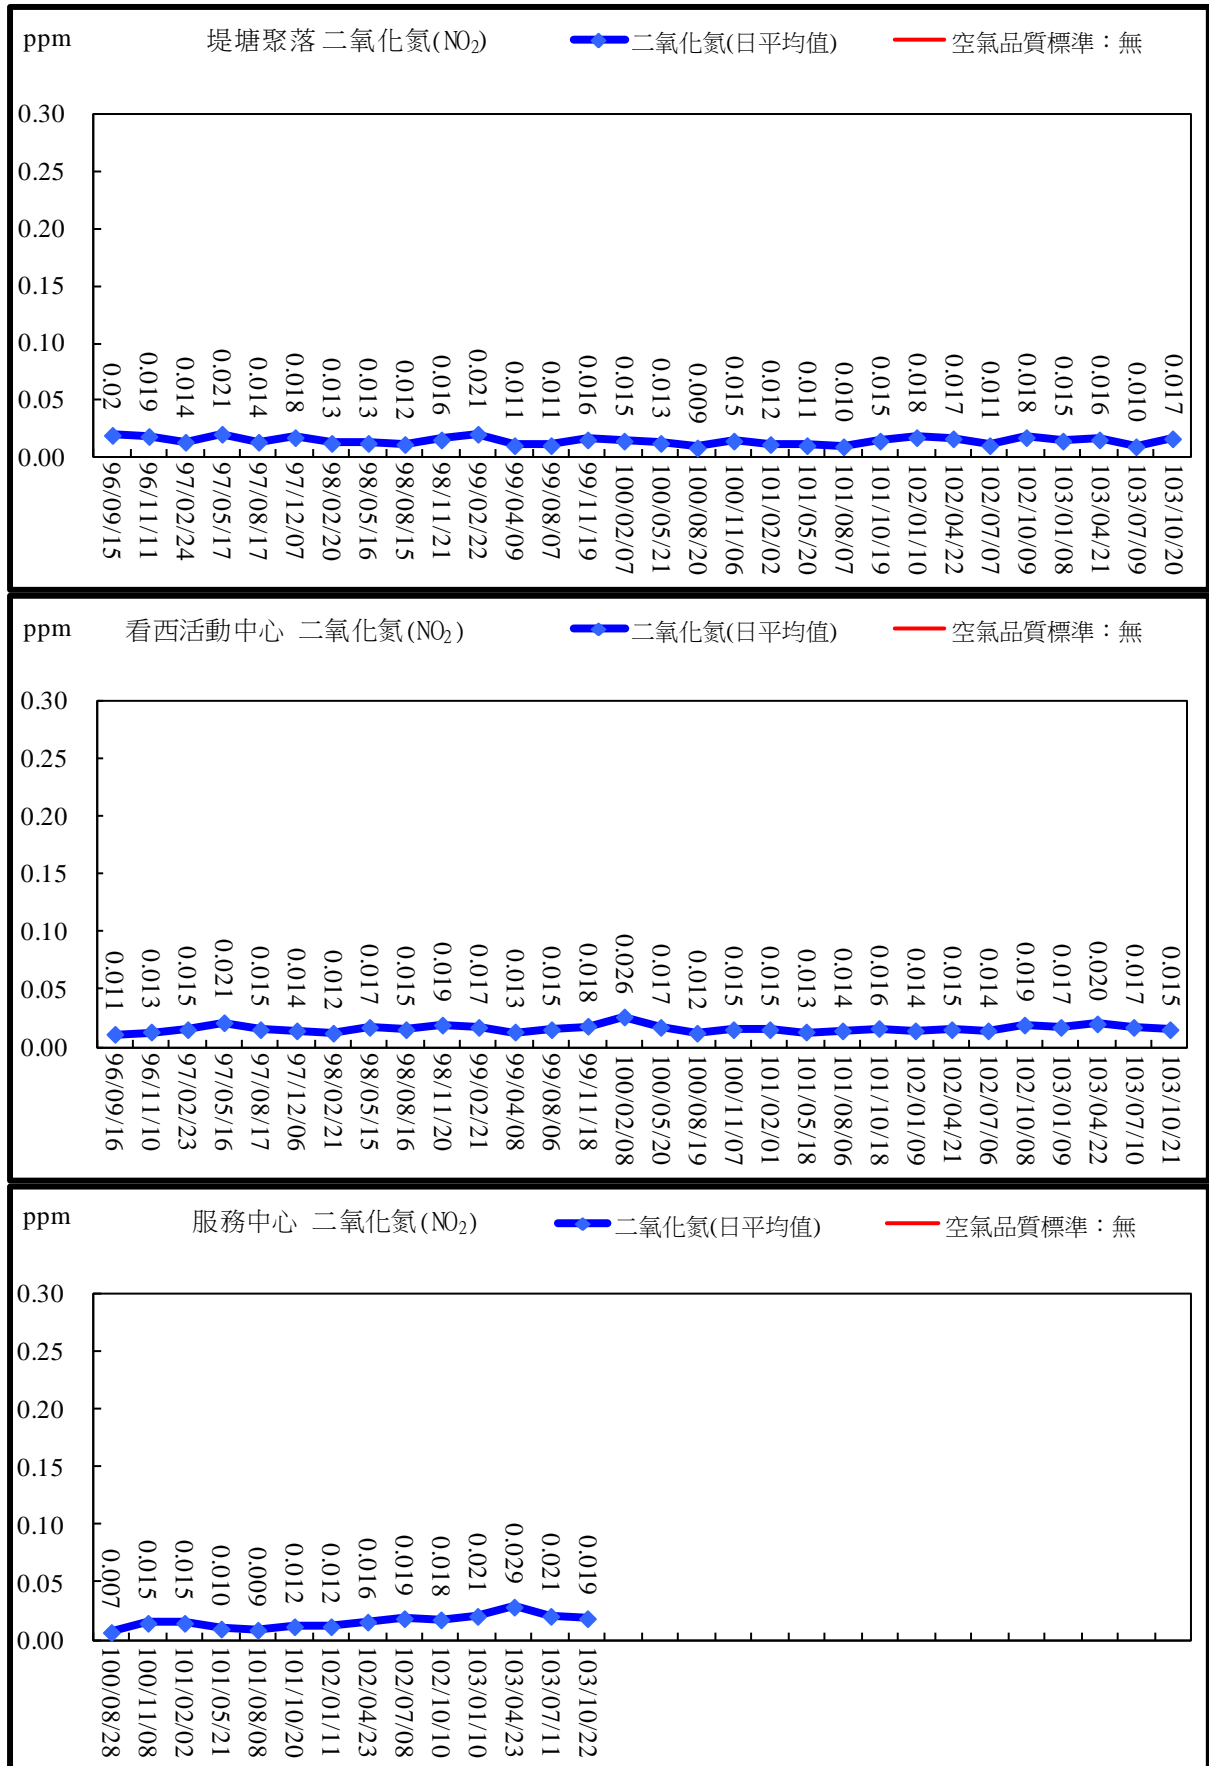 ppm 堤塘聚落 二氧化氮(NO2) 二氧化氮(日平均值) 空氣品質標準：無
0.30
0.25
0.20
0.15
0.10
0.05
0.00
0.02 0.019 0.014 0.021 0.014 0.018 0.013 0.013 0.012 0.016 0.021 0.011 0.011 0.016 0.015 0.013 0.009 0.015 0.012 0.011 0.010 0.015 0.018 0.017 0.011 0.018 0.015 0.016 0.010 0.017
96/09/15 96/11/11 97/02/24 97/05/17 97/08/17 97/12/07 98/02/20 98/05/16 98/08/15 98/11/21 99/02/22 99/04/09 99/08/07 99/11/19 100/02/07 100/05/21 100/08/20 100/11/06 101/02/02 101/05/20 101/08/07 101/10/19 102/01/10 102/04/22 102/07/07 102/10/09 103/01/08 103/04/21 103/07/09 103/10/20
ppm 看西活動中心 二氧化氮(NO2) 二氧化氮(日平均值) 空氣品質標準：無
0.30
0.25
0.20
0.15
0.10
0.05
0.00
0.011 0.013 0.015 0.021 0.015 0.014 0.012 0.017 0.015 0.019 0.017 0.013 0.015 0.018 0.026 0.017 0.012 0.015 0.015 0.013 0.014 0.016 0.014 0.015 0.014 0.019 0.017 0.020 0.017 0.015
96/09/16 96/11/10 97/02/23 97/05/16 97/08/17 97/12/06 98/02/21 98/05/15 98/08/16 98/11/20 99/02/21 99/04/08 99/08/06 99/11/18 100/02/08 100/05/20 100/08/19 100/11/07 101/02/01 101/05/18 101/08/06 101/10/18 102/01/09 102/04/21 102/07/06 102/10/08 103/01/09 103/04/22 103/07/10 103/10/21
ppm 服務中心 二氧化氮(NO2) 二氧化氮(日平均值) 空氣品質標準：無
0.30
0.25
0.20
0.15
0.10
0.05
0.00
0.007 0.015 0.015 0.010 0.009 0.012 0.012 0.016 0.019 0.018 0.021 0.029 0.021 0.019
100/08/28 100/11/08 101/02/02 101/05/21 101/08/08 101/10/20 102/01/11 102/04/23 102/07/08 102/10/10 103/01/10 103/04/23 103/07/11 103/10/22